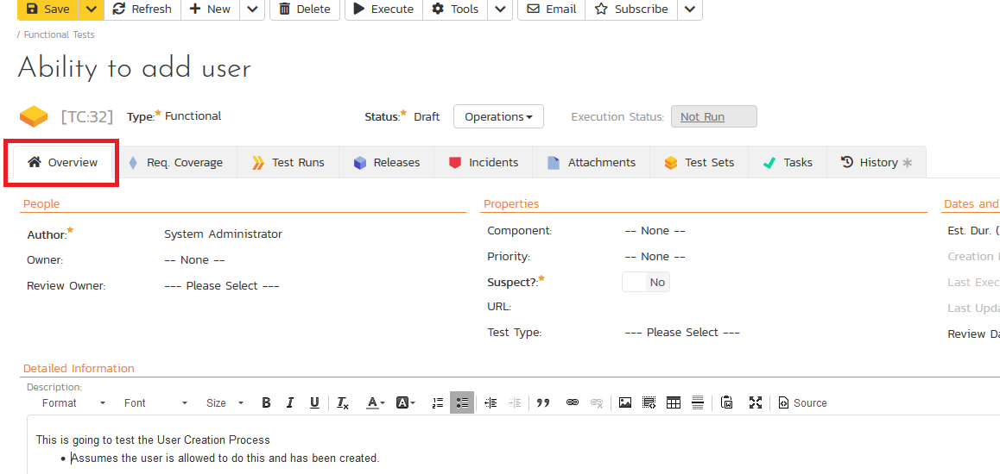 Save Refresh New Delete Execute Tools Email Subscribe
/ Functional Tests
Ability to add user
[TC:32] Type: Functional Status: Draft Operations Execution Status: Not Run
Overview Req. Coverage Test Runs Releases Incidents Attachments Test Sets Tasks History
People Properties Dates and
Author: System Administrator Component: -- None -- Est. Dur. (
Owner: -- None -- Priority: -- None -- Creation
Review Owner: --- Please Select --- Suspect?: No Last
URL: Last
Test Type: --- Please Select --- Review
Detailed Information
Description:
Format Font Size B I U Tx A A Source
This is going to test the User Creation Process
• Assumes the user is allowed to do this and has been created.